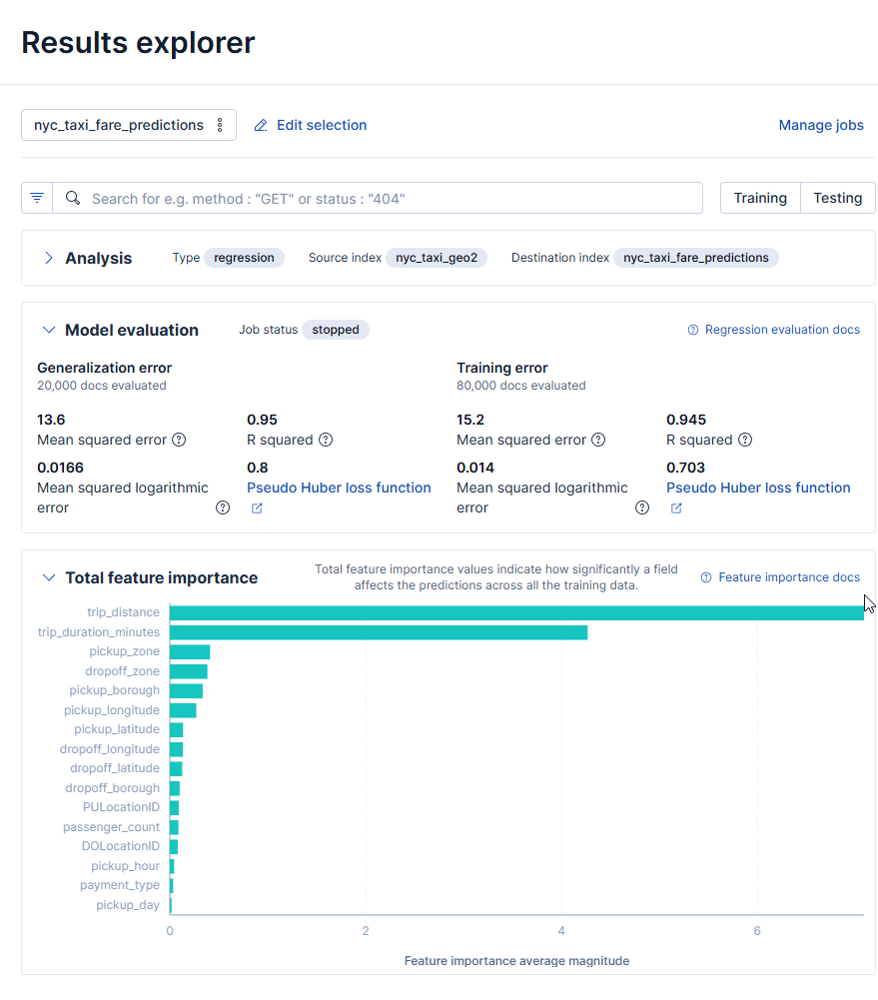 Results explorer
nyc_taxi_fare_predictions
Edit selection
Manage jobs
Search for e.g. method : "GET" or status : "404"
Training
Testing
Analysis
Type regression
Source index nyc_taxi_geo2
Destination index nyc_taxi_fare_predictions
Model evaluation
Job status stopped
Regression evaluation docs
Generalization error
20,000 docs evaluated
13.6
Mean squared error
0.95
R squared
0.0166
Mean squared logarithmic
error
0.8
Pseudo Huber loss function
Training error
80,000 docs evaluated
15.2
Mean squared error
0.945
R squared
0.014
Mean squared logarithmic
error
0.703
Pseudo Huber loss function
Total feature importance
Total feature importance values indicate how significantly a field
affects the predictions across all the training data.
Feature importance docs
trip_distance
trip_duration_minutes
pickup_zone
dropoff_zone
pickup_borough
pickup_longitude
pickup_latitude
dropoff_longitude
dropoff_latitude
dropoff_borough
PULocationID
passenger_count
DOLocationID
pickup_hour
payment_type
pickup_day
0 2 4 6
Feature importance average magnitude